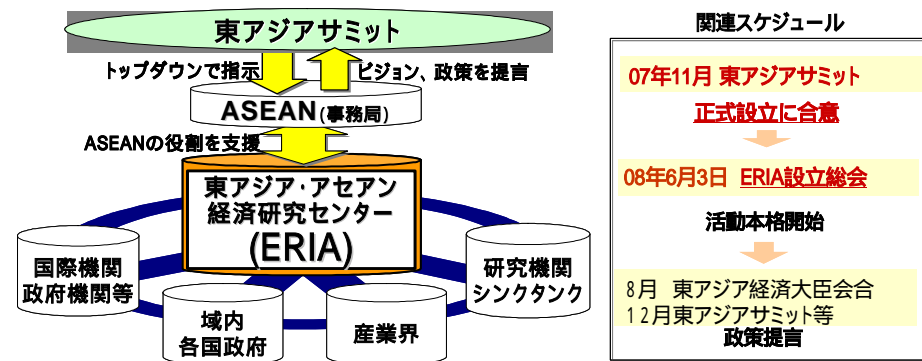 東アジアサミット
トップダウンで指示
ビジョン、政策を提言
ASEAN(事務局)
ASEANの役割を支援
東アジア・アセアン
経済研究センター
(ERIA)
国際機関
政府機関等
域内
各国政府
産業界
研究機関
シンクタンク
関連スケジュール
07年11月 東アジアサミット
正式設立に合意
08年6月3日 ERIA設立総会
活動本格開始
8月 東アジア経済大臣会合
12月東アジアサミット等
政策提言